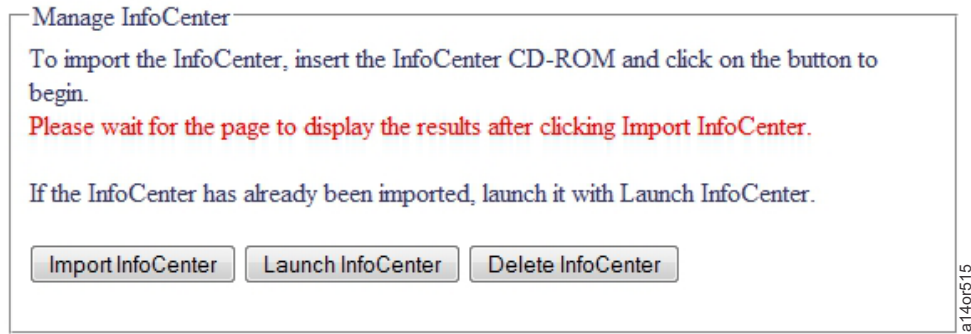 Manage InfoCenter
To import the InfoCenter, insert the InfoCenter CD-ROM and click on the button to
begin.
Please wait for the page to display the results after clicking Import InfoCenter.
If the InfoCenter has already been imported, launch it with Launch InfoCenter.
Import InfoCenter Launch InfoCenter Delete InfoCenter
a14or515